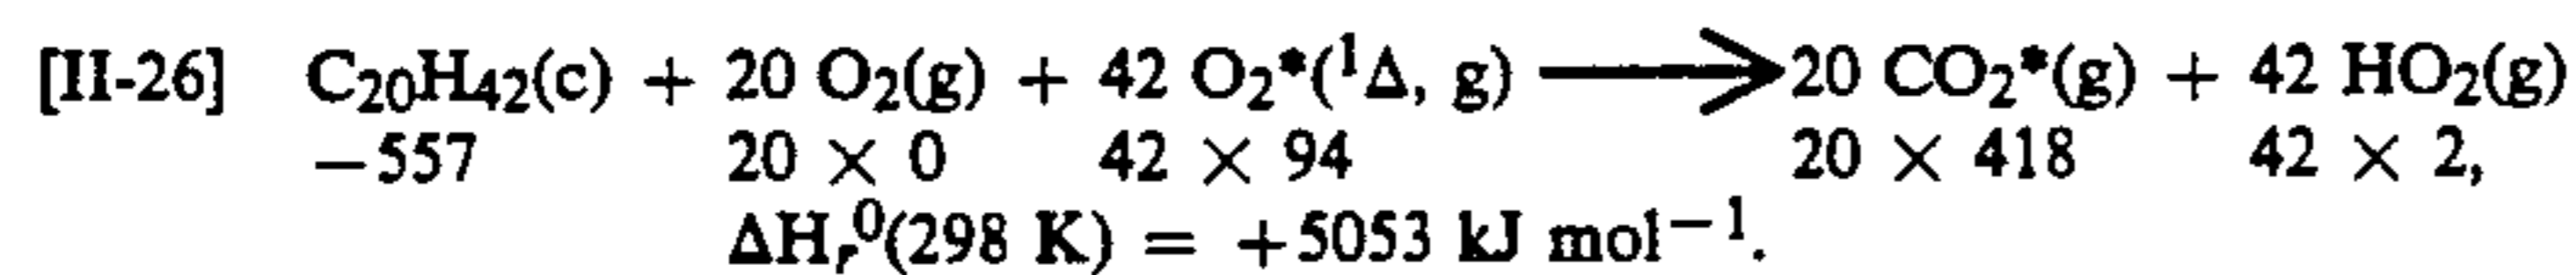 [II-26] C₂₀H₄₂(c) + 20 O₂(g) + 42 O₂*(¹Δ, g) ⟶ 20 CO₂*(g) + 42 HO₂(g)
−557 20 × 0 42 × 94 20 × 418 42 × 2,
ΔHᵣ⁰(298 K) = +5053 kJ mol⁻¹.